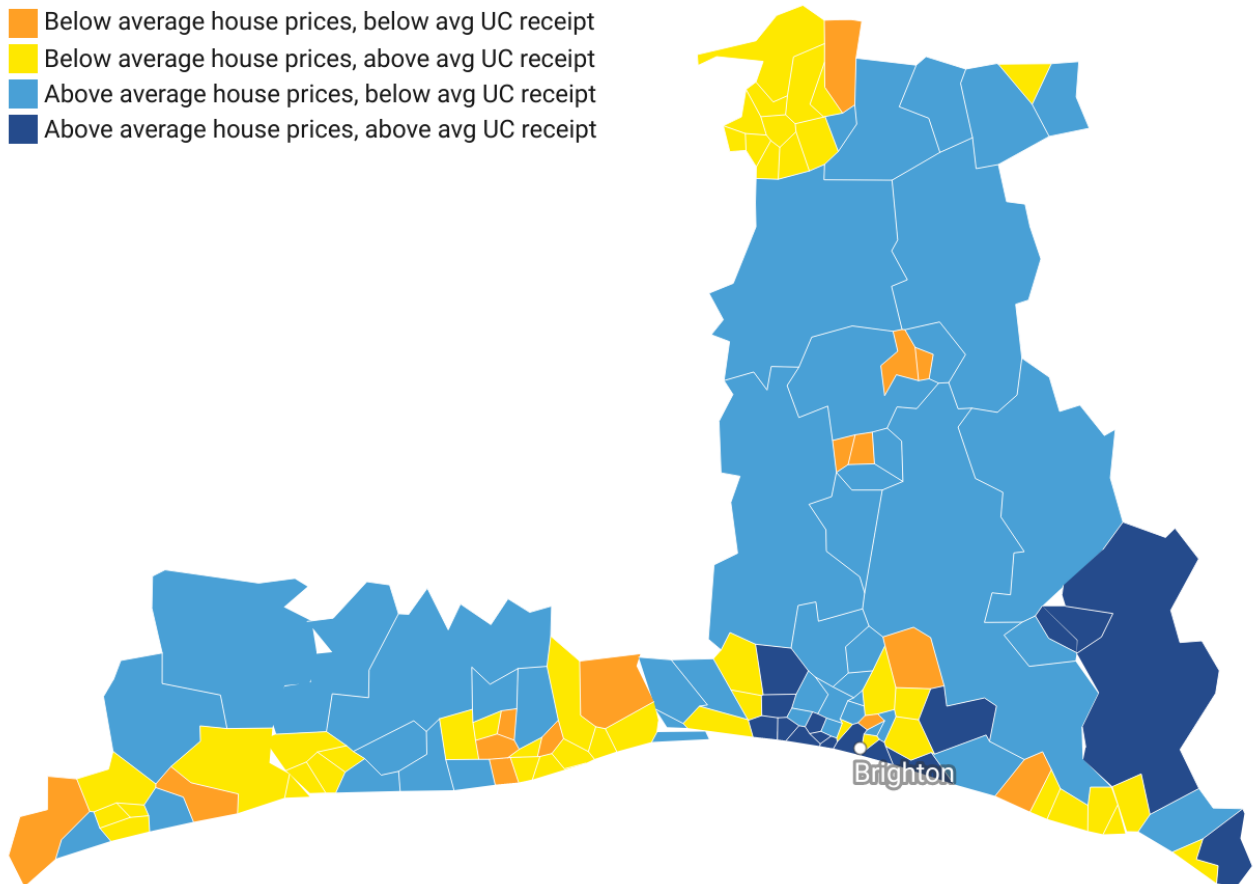 Below average house prices, below avg UC receipt
Below average house prices, above avg UC receipt
Above average house prices, below avg UC receipt
Above average house prices, above avg UC receipt
Brighton